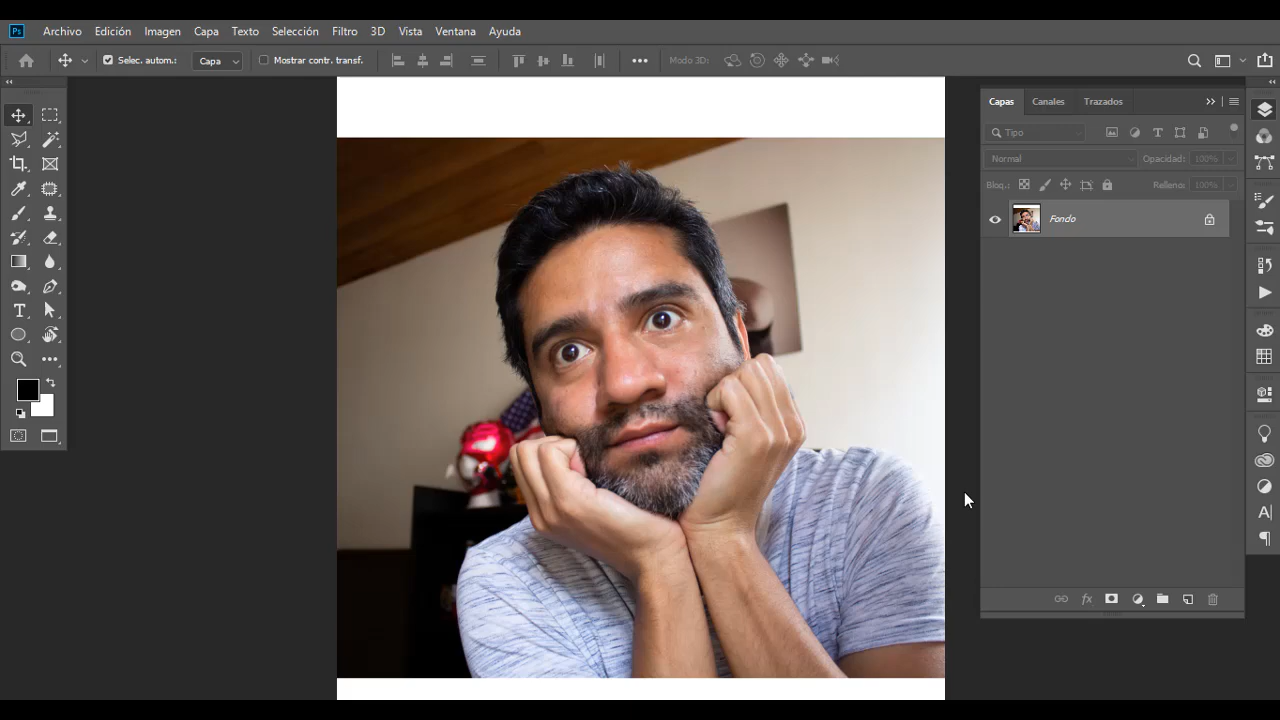 Ps Archivo Edición Imagen Capa Texto Selección Filtro 3D Vista Ventana Ayuda
Selec. autom.: Capa Mostrar contr. transf. Modo 3D:
Capas Canales Trazados
Tipo
Normal Opacidad: 100%
Bloq.: Relleno: 100%
Fondo